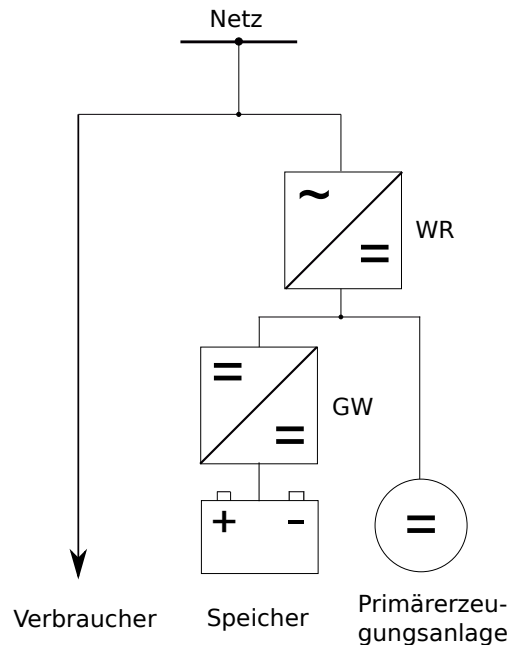 Netz
~
=
WR
=
=
GW
+ -
=
Verbraucher
Speicher
Primärerzeu-
gungsanlage